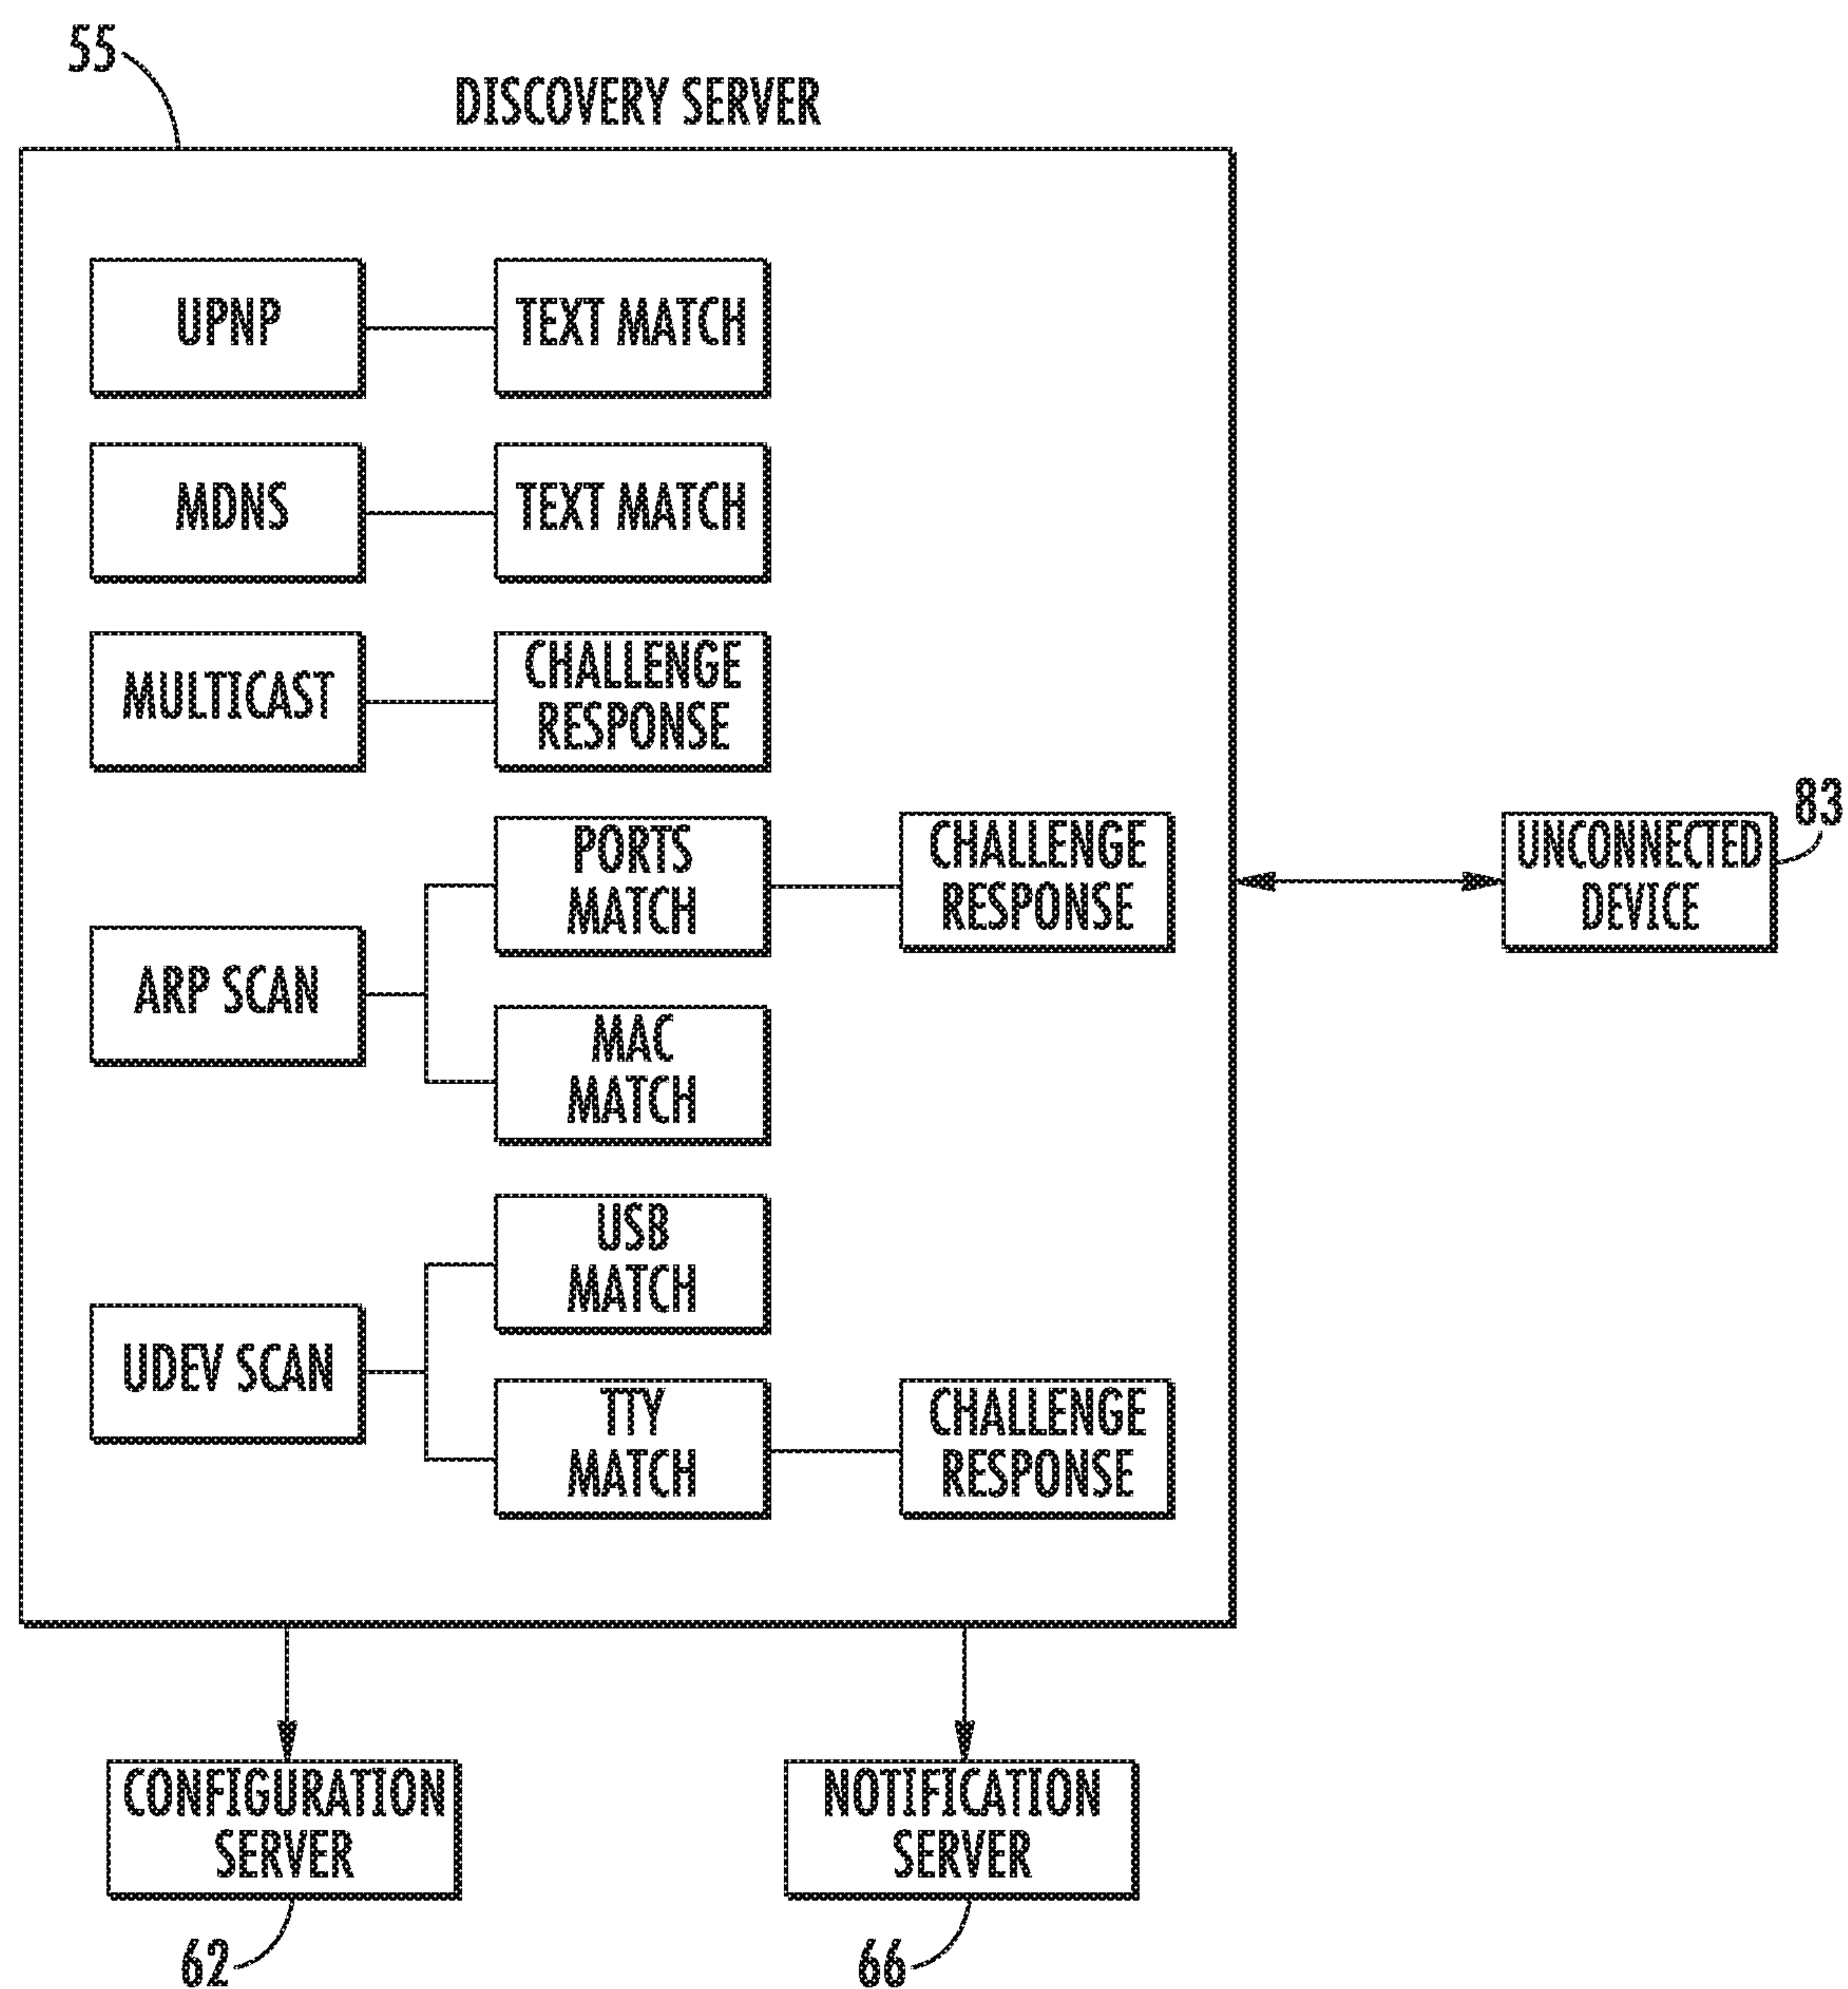 55
DISCOVERY SERVER
UPNP
TEXT MATCH
MDNS
TEXT MATCH
MULTICAST
CHALLENGE
RESPONSE
ARP SCAN
PORTS
MATCH
CHALLENGE
RESPONSE
MAC
MATCH
UDEV SCAN
USB
MATCH
TTY
MATCH
CHALLENGE
RESPONSE
UNCONNECTED
DEVICE
83
CONFIGURATION
SERVER
62
NOTIFICATION
SERVER
66